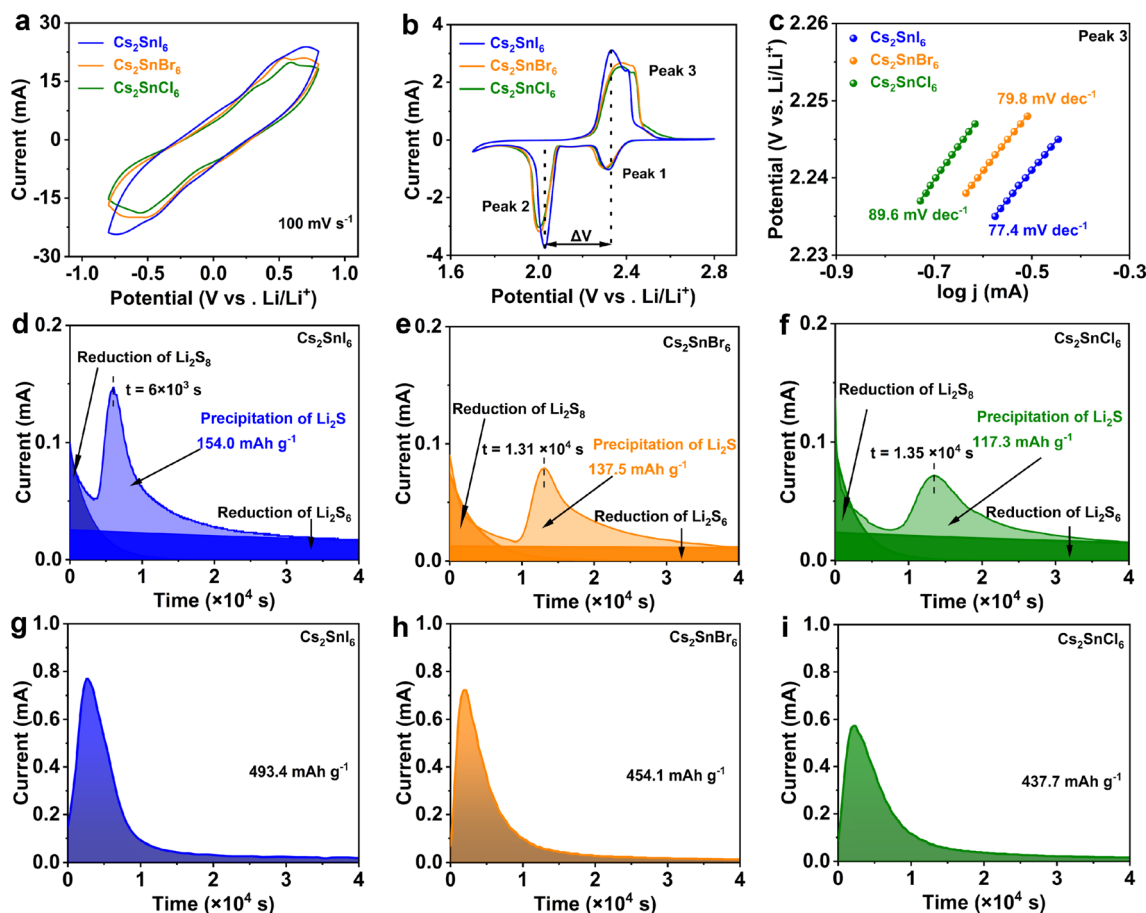 a
Cs₂SnI₆
Cs₂SnBr₆
Cs₂SnCl₆
100 mV s⁻¹
30
15
0
-15
-30
-1.0
-0.5
0.0
0.5
1.0
Current (mA)
Potential (V vs . Li/Li⁺)
b
Cs₂SnI₆
Cs₂SnBr₆
Cs₂SnCl₆
Peak 3
Peak 1
Peak 2
ΔV
4
2
0
-2
-4
1.6
2.0
2.4
2.8
Current (mA)
Potential (V vs . Li/Li⁺)
c
Peak 3
Cs₂SnI₆
Cs₂SnBr₆
Cs₂SnCl₆
79.8 mV dec⁻¹
89.6 mV dec⁻¹
77.4 mV dec⁻¹
2.26
2.25
2.24
2.23
-0.9
-0.7
-0.5
-0.3
Potential (V vs. Li/Li⁺)
log j (mA)
d
Cs₂SnI₆
Reduction of Li₂S₈
t = 6×10³ s
Precipitation of Li₂S
154.0 mAh g⁻¹
Reduction of Li₂S₆
0.2
0.1
0.0
0
1
2
3
4
Current (mA)
Time (×10⁴ s)
e
Cs₂SnBr₆
Reduction of Li₂S₈
t = 1.31 ×10⁴ s
Precipitation of Li₂S
137.5 mAh g⁻¹
Reduction of Li₂S₆
0.2
0.1
0.0
0
1
2
3
4
Current (mA)
Time (×10⁴ s)
f
Cs₂SnCl₆
Reduction of Li₂S₈
Precipitation of Li₂S
117.3 mAh g⁻¹
t = 1.35 ×10⁴ s
Reduction of Li₂S₆
0.2
0.1
0.0
0
1
2
3
4
Current (mA)
Time (×10⁴ s)
g
Cs₂SnI₆
493.4 mAh g⁻¹
1.0
0.8
0.6
0.4
0.2
0.0
0
1
2
3
4
Current (mA)
Time (×10⁴ s)
h
Cs₂SnBr₆
454.1 mAh g⁻¹
1.0
0.8
0.6
0.4
0.2
0.0
0
1
2
3
4
Current (mA)
Time (×10⁴ s)
i
Cs₂SnCl₆
437.7 mAh g⁻¹
1.0
0.8
0.6
0.4
0.2
0.0
0
1
2
3
4
Current (mA)
Time (×10⁴ s)